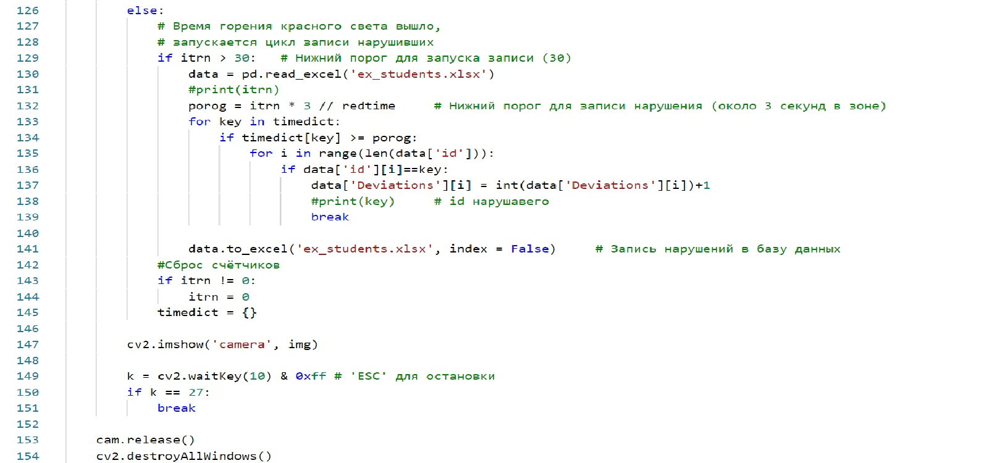 126 else:
127 # Время горения красного света вышло,
128 # запускается цикл записи нарушивших
129 if itrn > 30: # Нижний порог для запуска записи (30)
130 data = pd.read_excel('ex_students.xlsx')
131 #print(itrn)
132 porog = itrn * 3 // redtime # Нижний порог для записи нарушения (около 3 секунд в зоне)
133 for key in timedict:
134 if timedict[key] >= porog:
135 for i in range(len(data['id'])):
136 if data['id'][i]==key:
137 data['Deviations'][i] = int(data['Deviations'][i])+1
138 #print(key) # id нарушавего
139 break
140
141 data.to_excel('ex_students.xlsx', index = False) # Запись нарушений в базу данных
142 #Сброс счётчиков
143 if itrn != 0:
144 itrn = 0
145 timedict = {}
146
147 cv2.imshow('camera', img)
148
149 k = cv2.waitKey(10) & 0xff # 'ESC' для остановки
150 if k == 27:
151 break
152
153 cam.release()
154 cv2.destroyAllWindows()